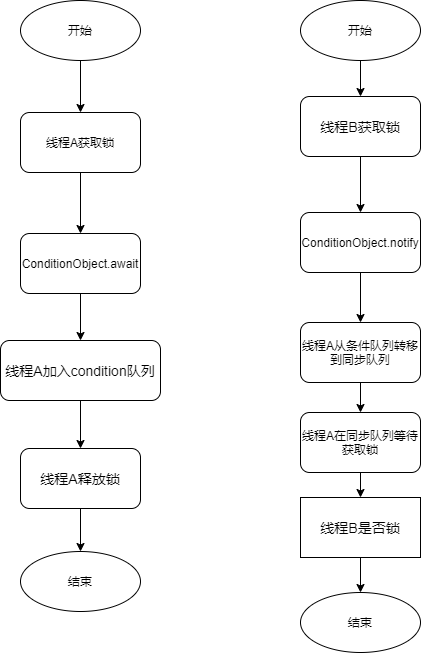 开始
线程A获取锁
ConditionObject.await
线程A加入condition队列
线程A释放锁
结束
开始
线程B获取锁
ConditionObject.notify
线程A从条件队列转移
到同步队列
线程A在同步队列等待
获取锁
线程B是否锁
结束